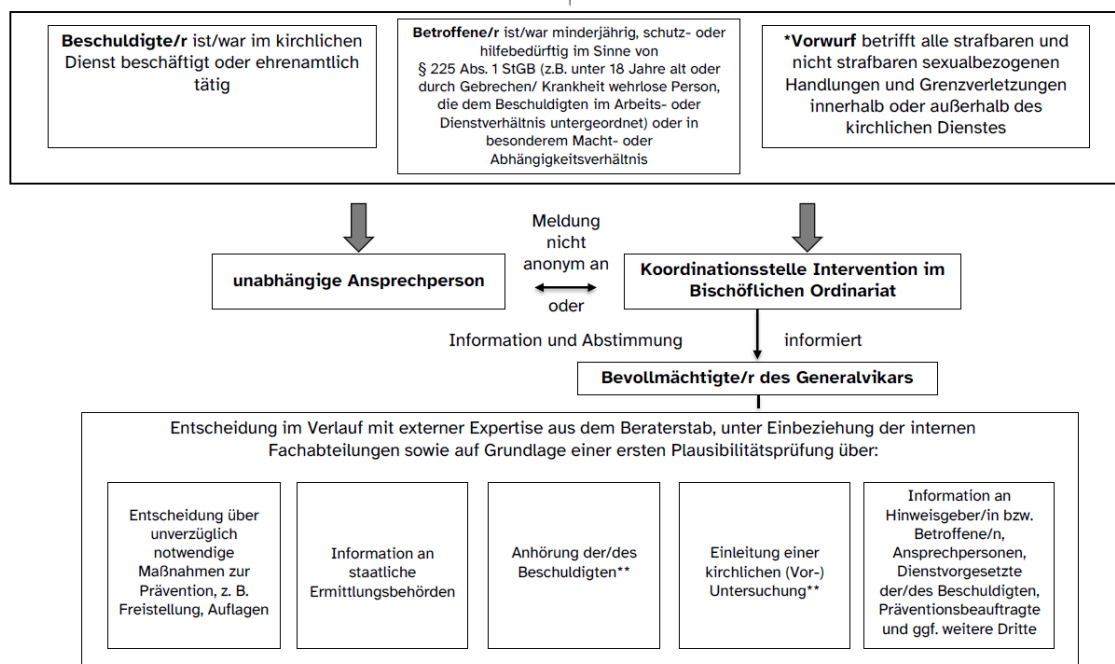 Beschuldigte/r ist/war im kirchlichen
Dienst beschäftigt oder ehrenamtlich
tätig
Betroffene/r ist/war minderjährig, schutz- oder
hilfebedürftig im Sinne von
§ 225 Abs. 1 StGB (z.B. unter 18 Jahre alt oder
durch Gebrechen/ Krankheit wehrlose Person,
die dem Beschuldigten im Arbeits- oder
Dienstverhältnis untergeordnet) oder in
besonderem Macht- oder
Abhängigkeitsverhältnis
*Vorwurf betrifft alle strafbaren und
nicht strafbaren sexualbezogenen
Handlungen und Grenzverletzungen
innerhalb oder außerhalb des
kirchlichen Dienstes
unabhängige Ansprechperson
Meldung
nicht
anonym an
oder
Koordinationsstelle Intervention im
Bischöflichen Ordinariat
Information und Abstimmung
informiert
Bevollmächtigte/r des Generalvikars
Entscheidung im Verlauf mit externer Expertise aus dem Beraterstab, unter Einbeziehung der internen
Fachabteilungen sowie auf Grundlage einer ersten Plausibilitätsprüfung über:
Entscheidung über
unverzüglich
notwendige
Maßnahmen zur
Prävention, z. B.
Freistellung, Auflagen
Information an
staatliche
Ermittlungsbehörden
Anhörung der/des
Beschuldigten**
Einleitung einer
kirchlichen (Vor-)
Untersuchung**
Information an
Hinweisgeber/in bzw.
Betroffene/n,
Ansprechpersonen,
Dienstvorgesetzte
der/des Beschuldigten,
Präventionsbeauftragte
und ggf. weitere Dritte